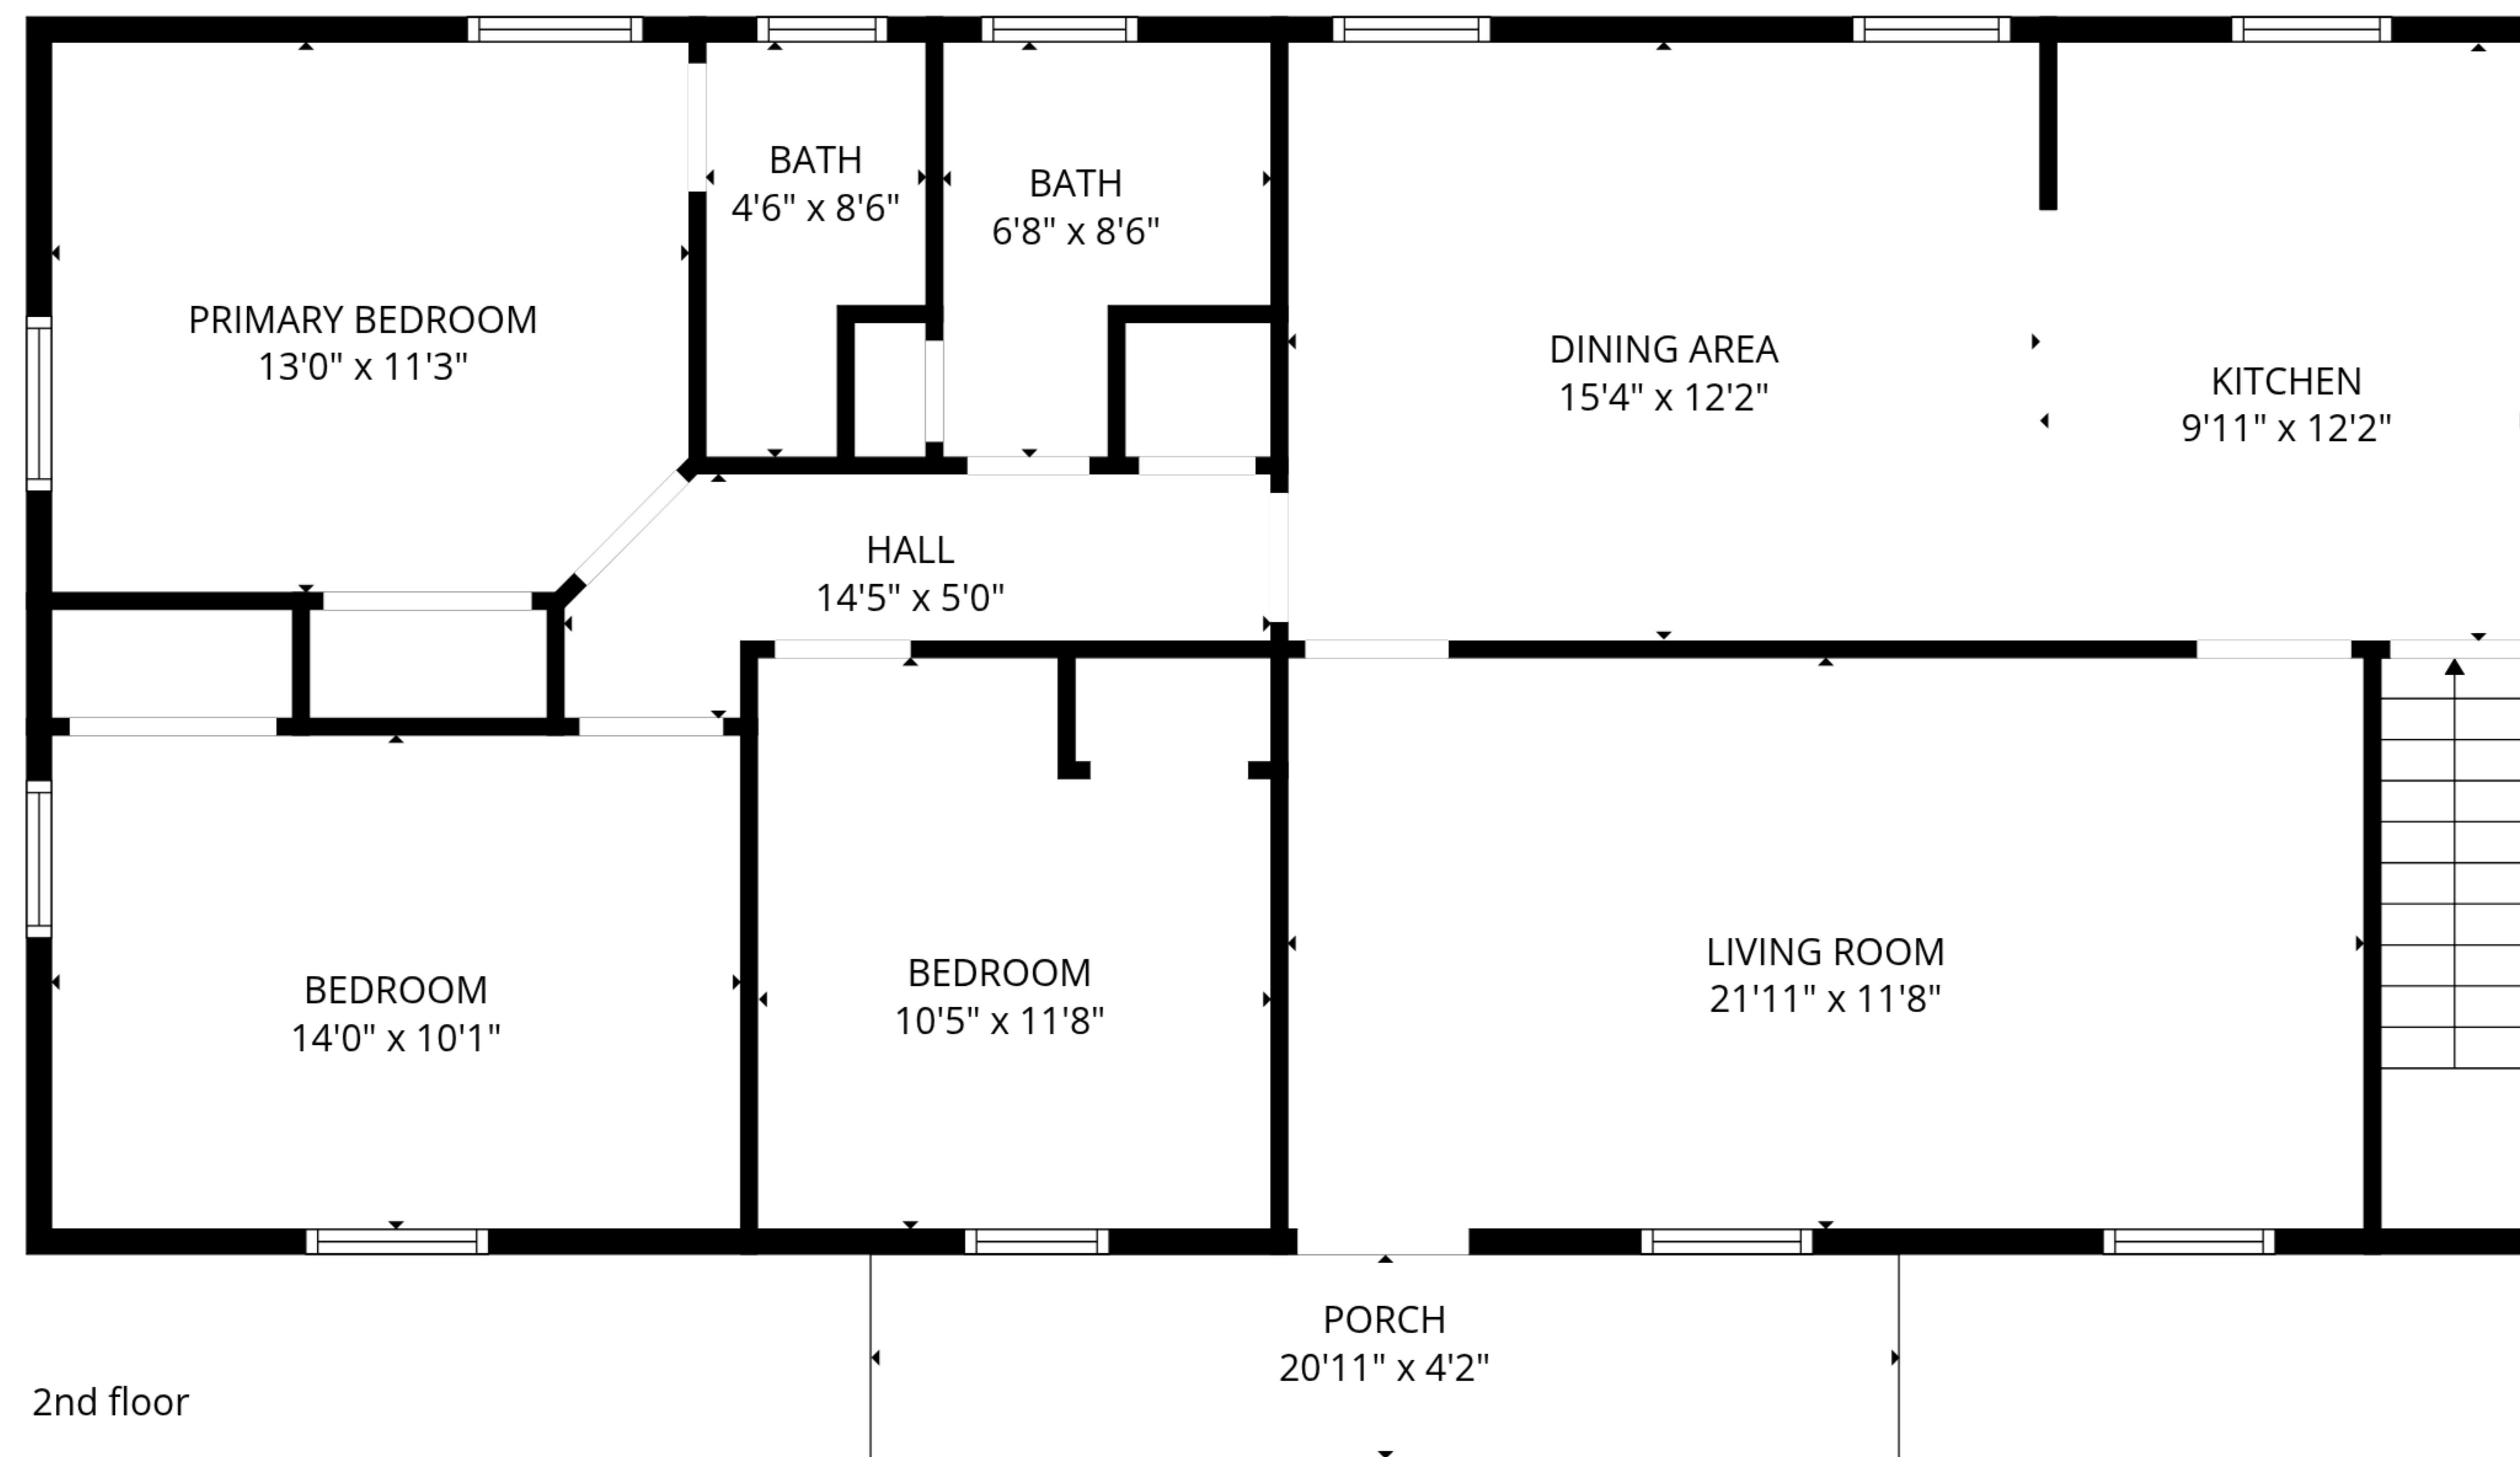 BATH
4'6" x 8'6"
BATH
6'8" x 8'6"
PRIMARY BEDROOM
13'0" x 11'3"
DINING AREA
15'4" x 12'2"
KITCHEN
9'11" x 12'2"
HALL
14'5" x 5'0"
BEDROOM
14'0" x 10'1"
BEDROOM
10'5" x 11'8"
LIVING ROOM
21'11" x 11'8"
PORCH
20'11" x 4'2"
2nd floor